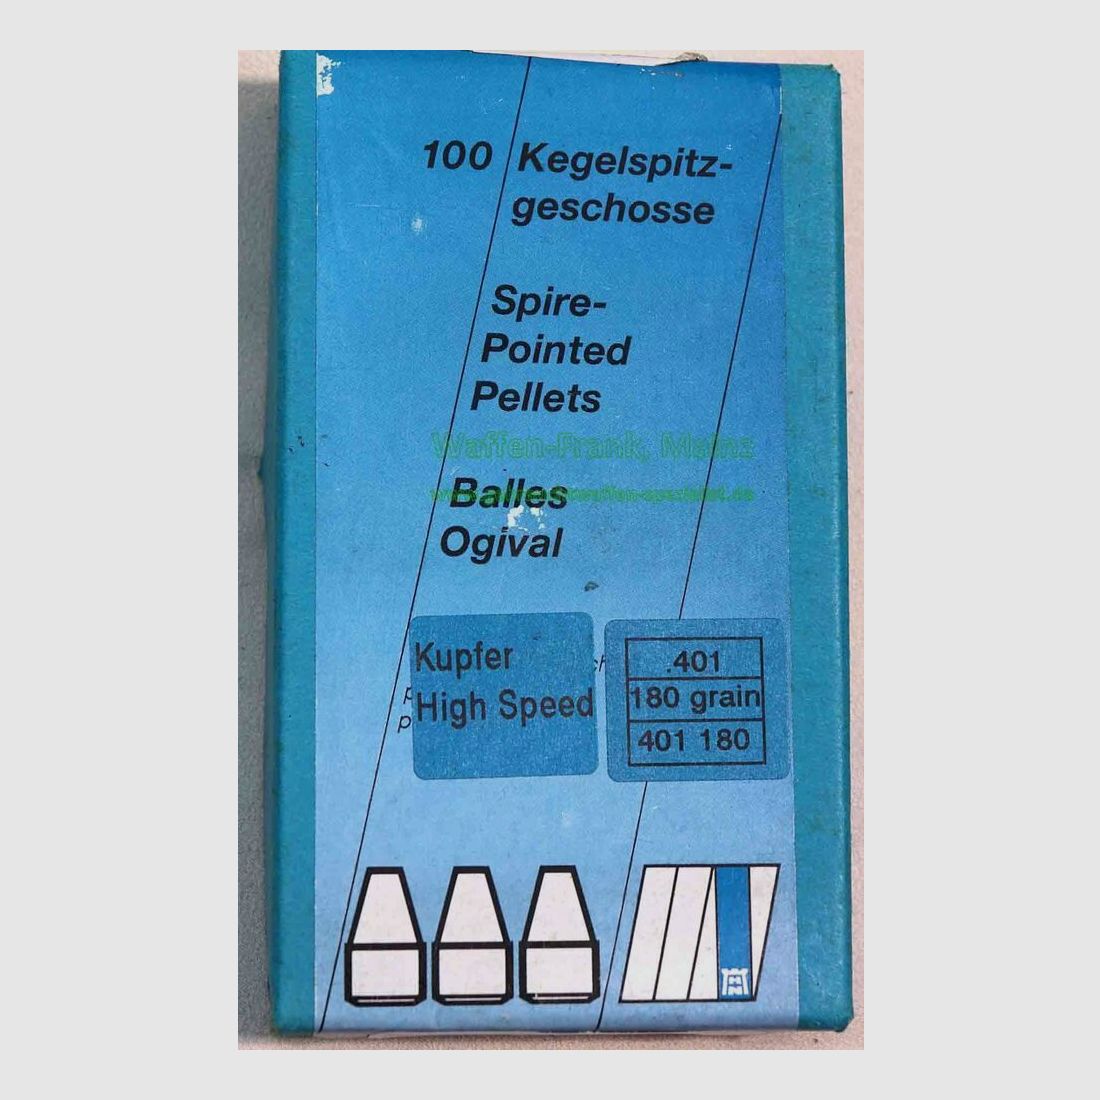 100 Kegelspitz-
geschosse
Spire-
Pointed
Pellets
Waffen-Frank, Mainz
Balles
Ogival
Kupfer
High Speed
.401
180 grain
401 180
HN